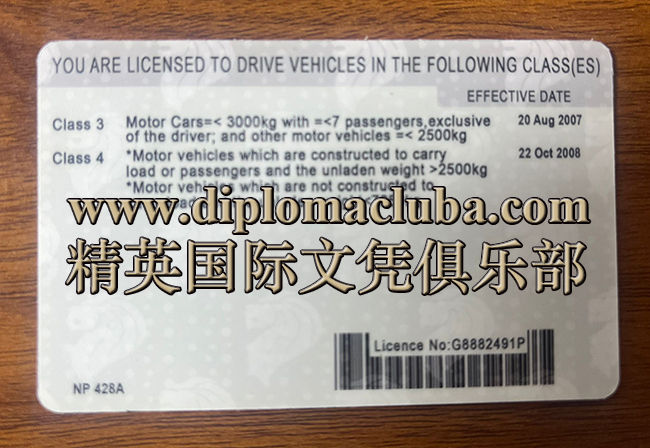 YOU ARE LICENSED TO DRIVE VEHICLES IN THE FOLLOWING CLASS(ES)
EFFECTIVE DATE
Class 3 Motor Cars=< 3000kg with =<7 passengers,exclusive 20 Aug 2007
of the driver; and other motor vehicles =< 2500kg
Class 4 *Motor vehicles which are constructed to carry 22 Oct 2008
load or passengers and the unladen weight >2500kg
*Motor vehicles which are not constructed to
www.diplomacluba.com
精英国际文凭俱乐部
Licence No:G8882491P
NP 428A